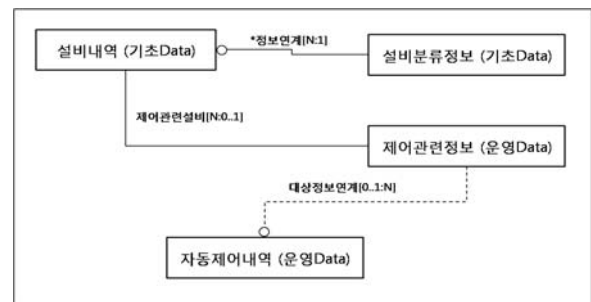 설비내역 (기초Data)
*정보연계[N:1]
설비분류정보 (기초Data)
제어관련설비[N:0..1]
제어관련정보 (운영Data)
대상정보연계[0..1:N]
자동제어내역 (운영Data)